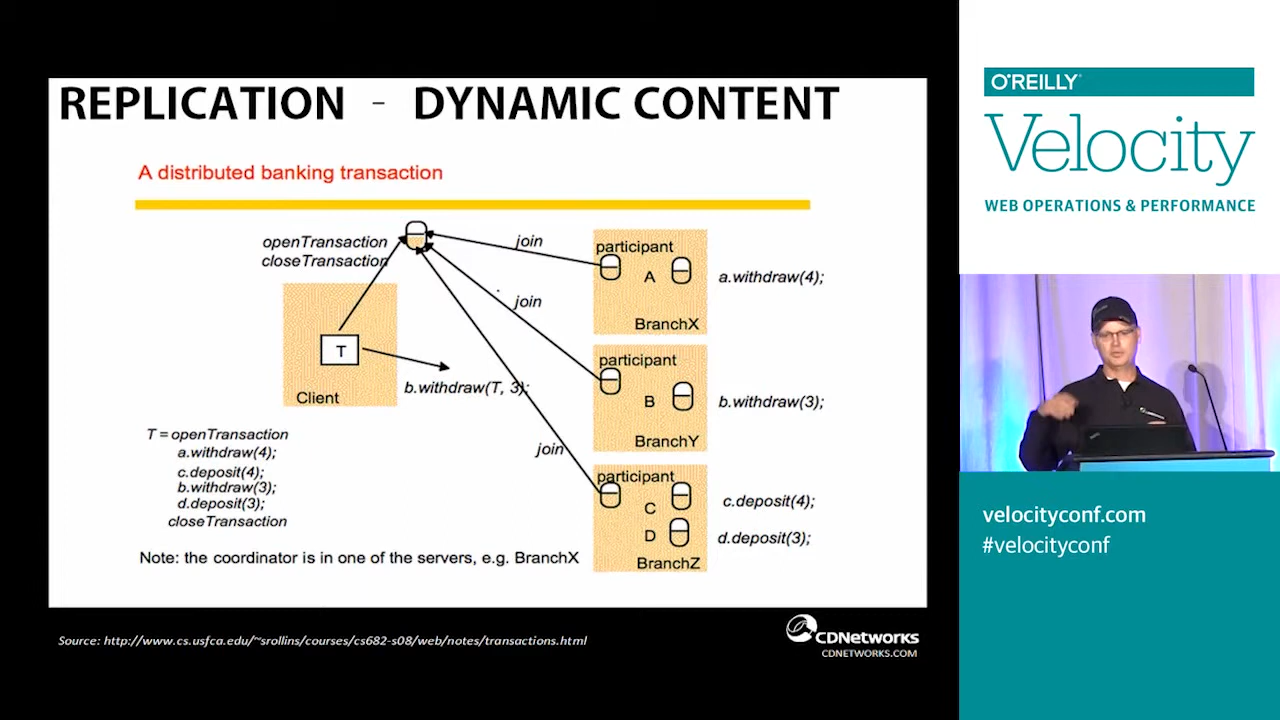 REPLICATION - DYNAMIC CONTENT
A distributed banking transaction
openTransaction
closeTransaction
join
join
join
T
Client
b.withdraw(T, 3);
participant
A
BranchX
a.withdraw(4);
participant
B
BranchY
b.withdraw(3);
participant
C
D
BranchZ
c.deposit(4);
d.deposit(3);
T = openTransaction
a.withdraw(4);
c.deposit(4);
b.withdraw(3);
d.deposit(3);
closeTransaction
Note: the coordinator is in one of the servers, e.g. BranchX
Source: http://www.cs.usfca.edu/~srollins/courses/cs682-s08/web/notes/transactions.html
CDNetworks
CDNETWORKS.COM
O'REILLY®
Velocity
WEB OPERATIONS & PERFORMANCE
velocityconf.com
#velocityconf